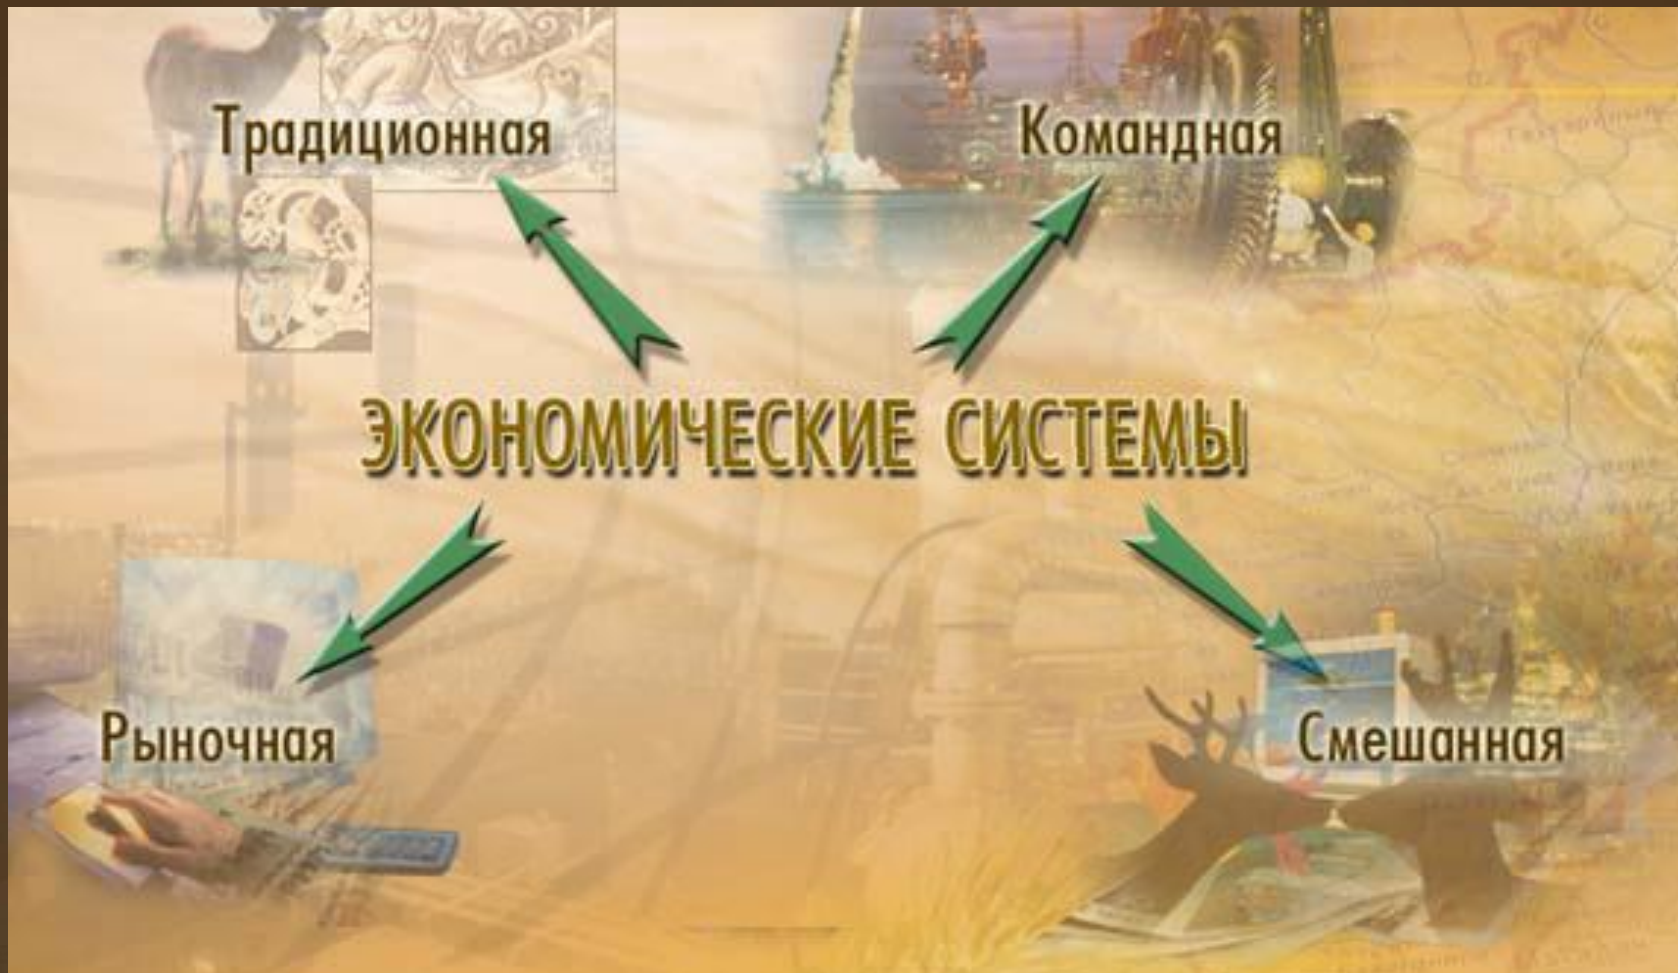 Традиционная
Командная
ЭКОНОМИЧЕСКИЕ СИСТЕМЫ
Рыночная
Смешанная